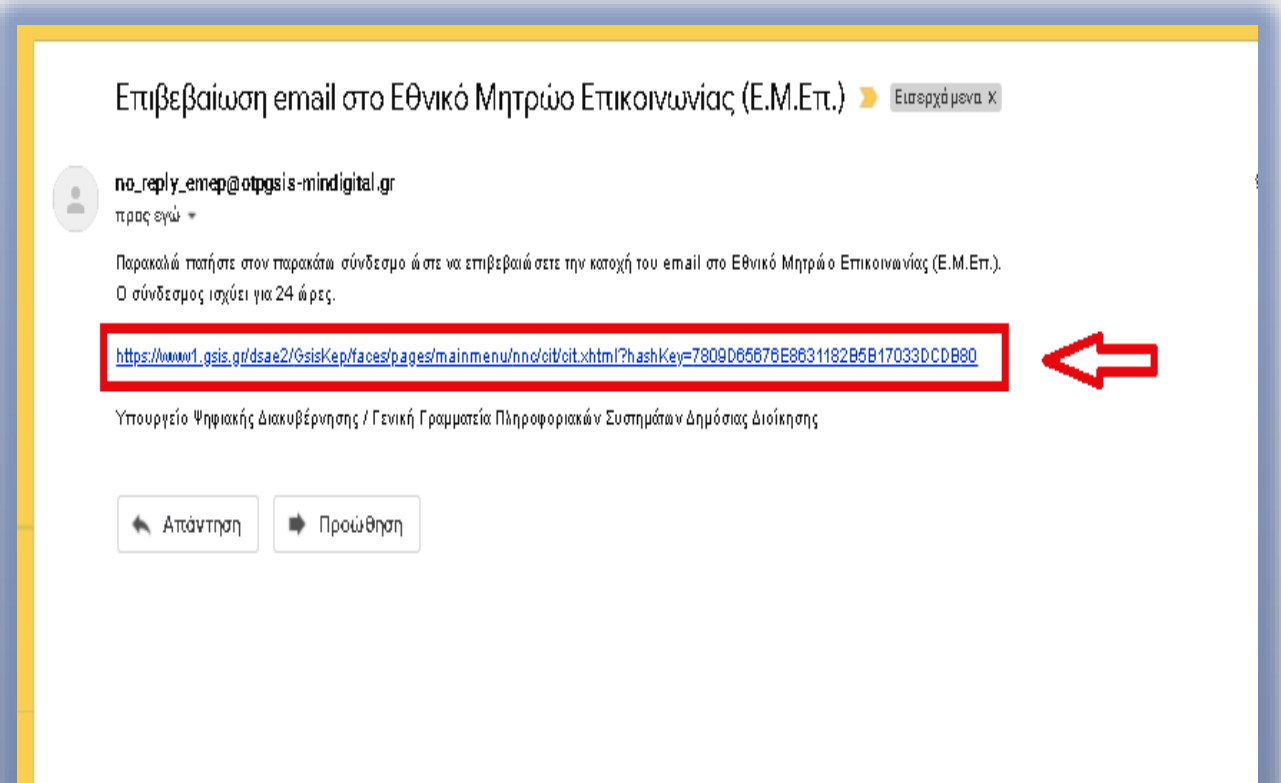 Επιβεβαίωση email στο Εθνικό Μητρώο Επικοινωνίας (Ε.Μ.Επ.) Εισερχόμενα x
no_reply_emep@otpgsis-mindigital.gr
προς εγώ
Παρακαλώ πατήστε στον παρακάτω σύνδεσμο ώστε να επιβεβαιώσετε την κατοχή του email στο Εθνικό Μητρώο Επικοινωνίας (Ε.Μ.Επ.).
Ο σύνδεσμος ισχύει για 24 ώρες.
https://www1.gsis.gr/dsae2/GsisKep/faces/pages/mainmenu/nnc/cit/cit.xhtml?hashKey=7809D65676E8631182B5B17033DCDB80
Υπουργείο Ψηφιακής Διακυβέρνησης / Γενική Γραμματεία Πληροφοριακών Συστημάτων Δημόσιας Διοίκησης
Απάντηση
Προώθηση